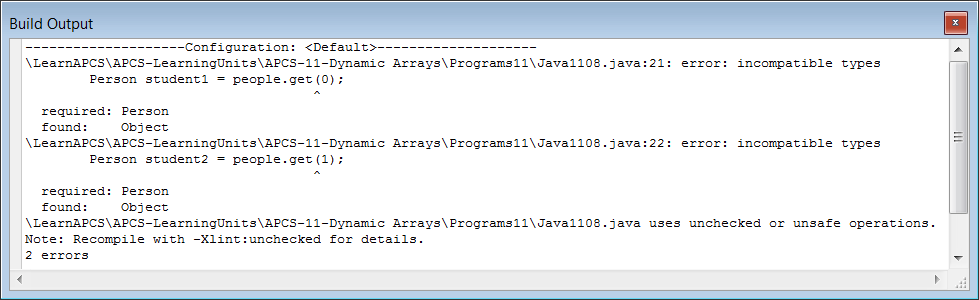 Build Output
--------------------Configuration: <Default>--------------------
\LearnAPCS\APCS-LearningUnits\APCS-11-Dynamic Arrays\Programs11\Java1108.java:21: error: incompatible types
        Person student1 = people.get(0);
                                    ^
  required: Person
  found:    Object
\LearnAPCS\APCS-LearningUnits\APCS-11-Dynamic Arrays\Programs11\Java1108.java:22: error: incompatible types
        Person student2 = people.get(1);
                                    ^
  required: Person
  found:    Object
\LearnAPCS\APCS-LearningUnits\APCS-11-Dynamic Arrays\Programs11\Java1108.java uses unchecked or unsafe operations.
Note: Recompile with -Xlint:unchecked for details.
2 errors